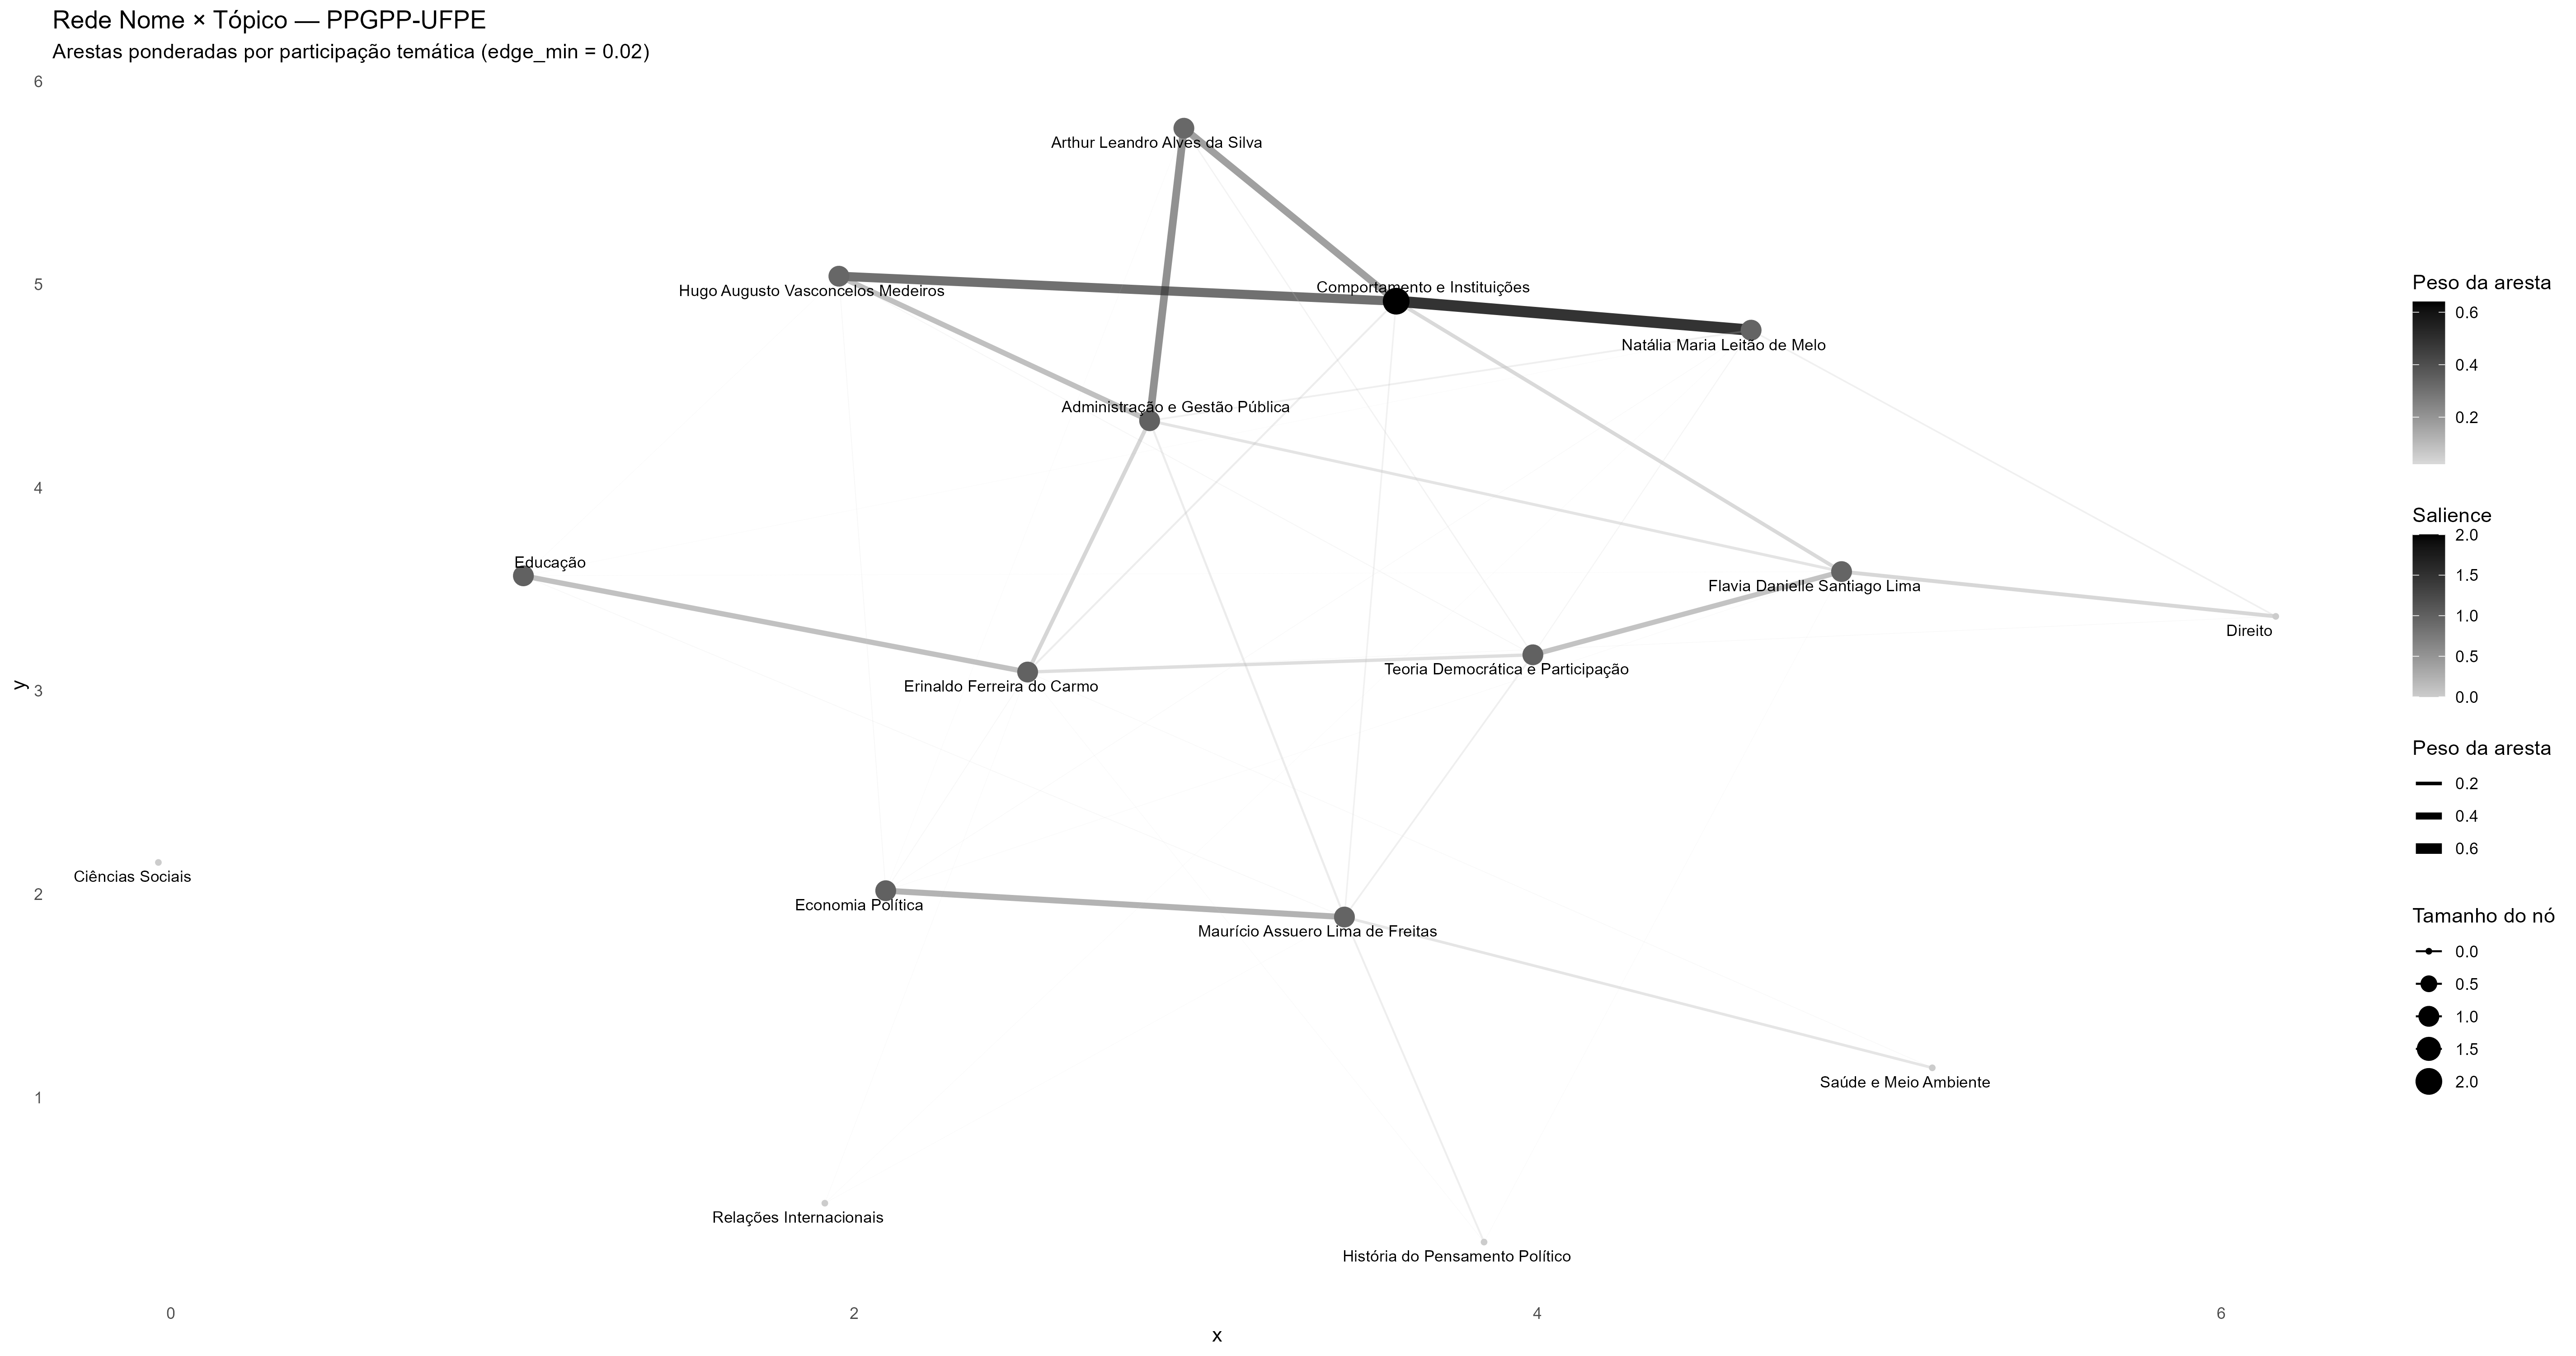 Rede Nome × Tópico — PPGPP-UFPE
Arestas ponderadas por participação temática (edge_min = 0.02)
6
5
4
3
2
1
y
0
2
4
6
x
Arthur Leandro Alves da Silva
Hugo Augusto Vasconcelos Medeiros
Comportamento e Instituições
Natália Maria Leitão de Melo
Administração e Gestão Pública
Educação
Flavia Danielle Santiago Lima
Direito
Erinaldo Ferreira do Carmo
Teoria Democrática e Participação
Ciências Sociais
Economia Política
Maurício Assuero Lima de Freitas
Saúde e Meio Ambiente
Relações Internacionais
História do Pensamento Político
Peso da aresta
0.6
0.4
0.2
Salience
2.0
1.5
1.0
0.5
0.0
Peso da aresta
0.2
0.4
0.6
Tamanho do nó
0.0
0.5
1.0
1.5
2.0